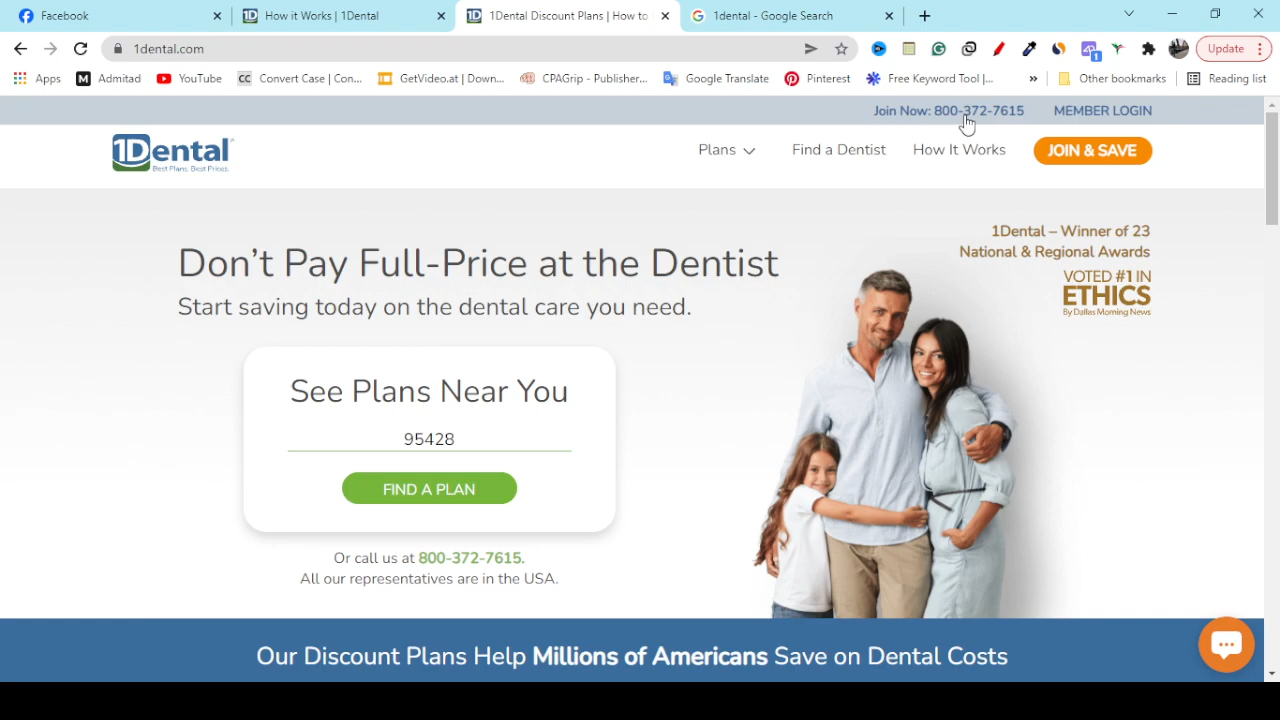 Facebook
How it Works | 1Dental
1Dental Discount Plans | How to
1dental - Google Search
1dental.com
Update
Apps
Admitad
YouTube
CC Convert Case | Con...
GetVideo.at | Down...
CPAGrip - Publisher...
Google Translate
Pinterest
Free Keyword Tool |...
»
Other bookmarks
Reading list
Join Now: 800-372-7615
MEMBER LOGIN
1Dental
Best Plans. Best Prices.
Plans
Find a Dentist
How It Works
JOIN & SAVE
1Dental – Winner of 23
National & Regional Awards
VOTED #1 IN
ETHICS
By Dallas Morning News
Don't Pay Full-Price at the Dentist
Start saving today on the dental care you need.
See Plans Near You
95428
FIND A PLAN
Or call us at 800-372-7615.
All our representatives are in the USA.
Our Discount Plans Help Millions of Americans Save on Dental Costs